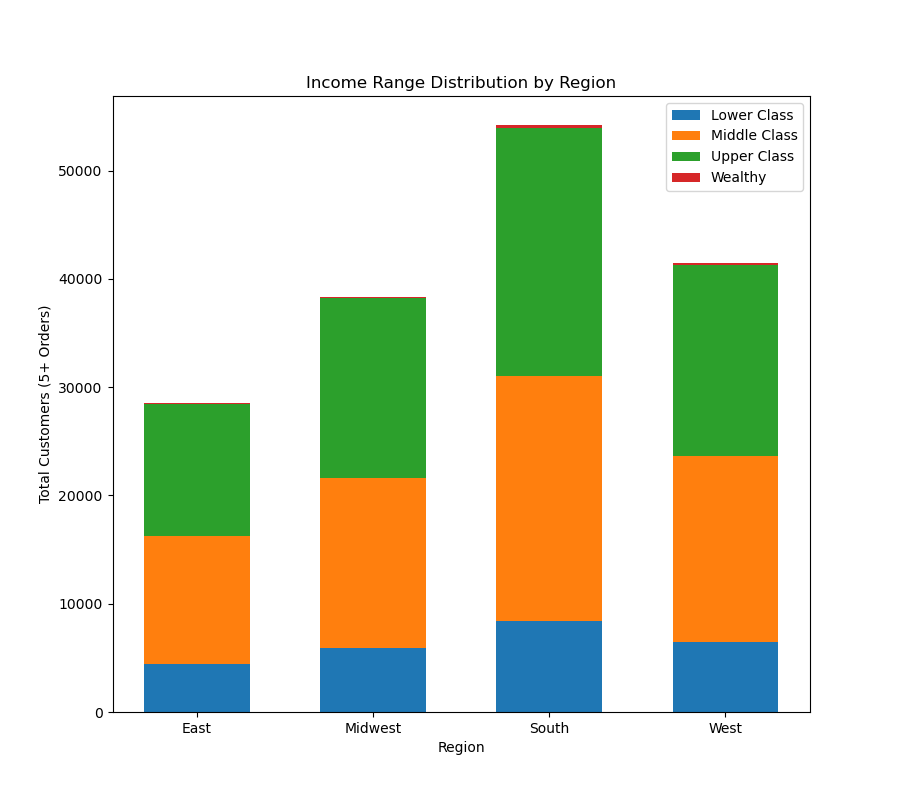 Income Range Distribution by Region
Lower Class
Middle Class
Upper Class
Wealthy
Total Customers (5+ Orders)
50000
40000
30000
20000
10000
0
East Midwest South West
Region